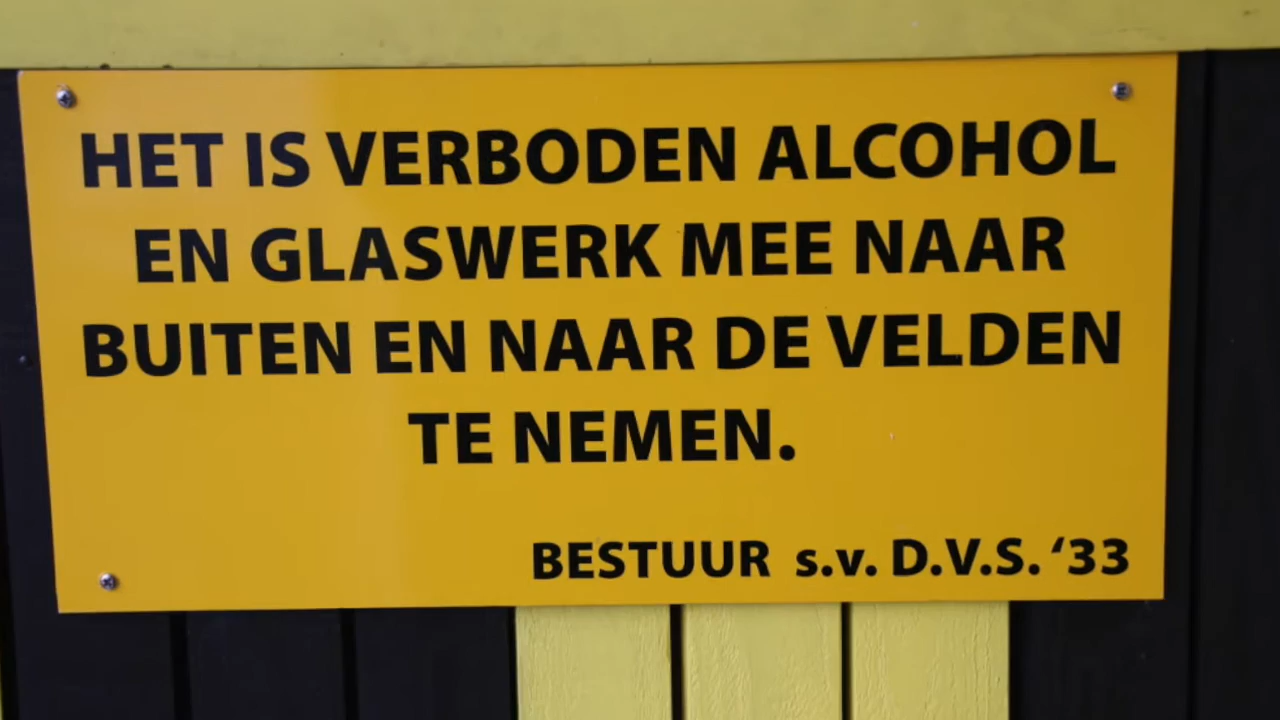 HET IS VERBODEN ALCOHOL
EN GLASWERK MEE NAAR
BUITEN EN NAAR DE VELDEN
TE NEMEN.
BESTUUR s.v. D.V.S. ‘33